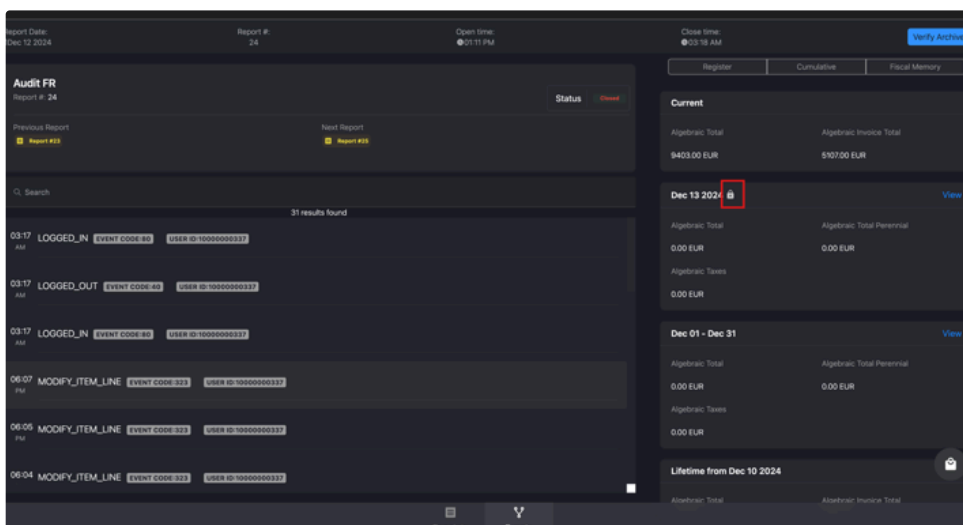 Report Date:
Dec 12 2024
Report #:
24
Open time:
01:11 PM
Close time:
03:18 AM
Verify Archive
Register
Cumulative
Fiscal Memory
Audit FR
Report #: 24
Status
Closed
Previous Report
Report #23
Next Report
Report #25
Search
31 results found
03:17 AM
LOGGED_IN EVENT CODE:80 USER ID:10000000337
03:17 AM
LOGGED_OUT EVENT CODE:40 USER ID:10000000337
03:17 AM
LOGGED_IN EVENT CODE:80 USER ID:10000000337
06:07 PM
MODIFY_ITEM_LINE EVENT CODE:323 USER ID:10000000337
06:05 PM
MODIFY_ITEM_LINE EVENT CODE:323 USER ID:10000000337
06:04 PM
MODIFY_ITEM_LINE EVENT CODE:323 USER ID:10000000337
Current
Algebraic Total
Algebraic Invoice Total
9403.00 EUR
5107.00 EUR
Dec 13 2024
View
Algebraic Total
Algebraic Total Perennial
0.00 EUR
0.00 EUR
Algebraic Taxes
0.00 EUR
Dec 01 - Dec 31
View
Algebraic Total
Algebraic Total Perennial
0.00 EUR
0.00 EUR
Algebraic Taxes
0.00 EUR
Lifetime from Dec 10 2024
Algebraic Total
Algebraic Invoice Total